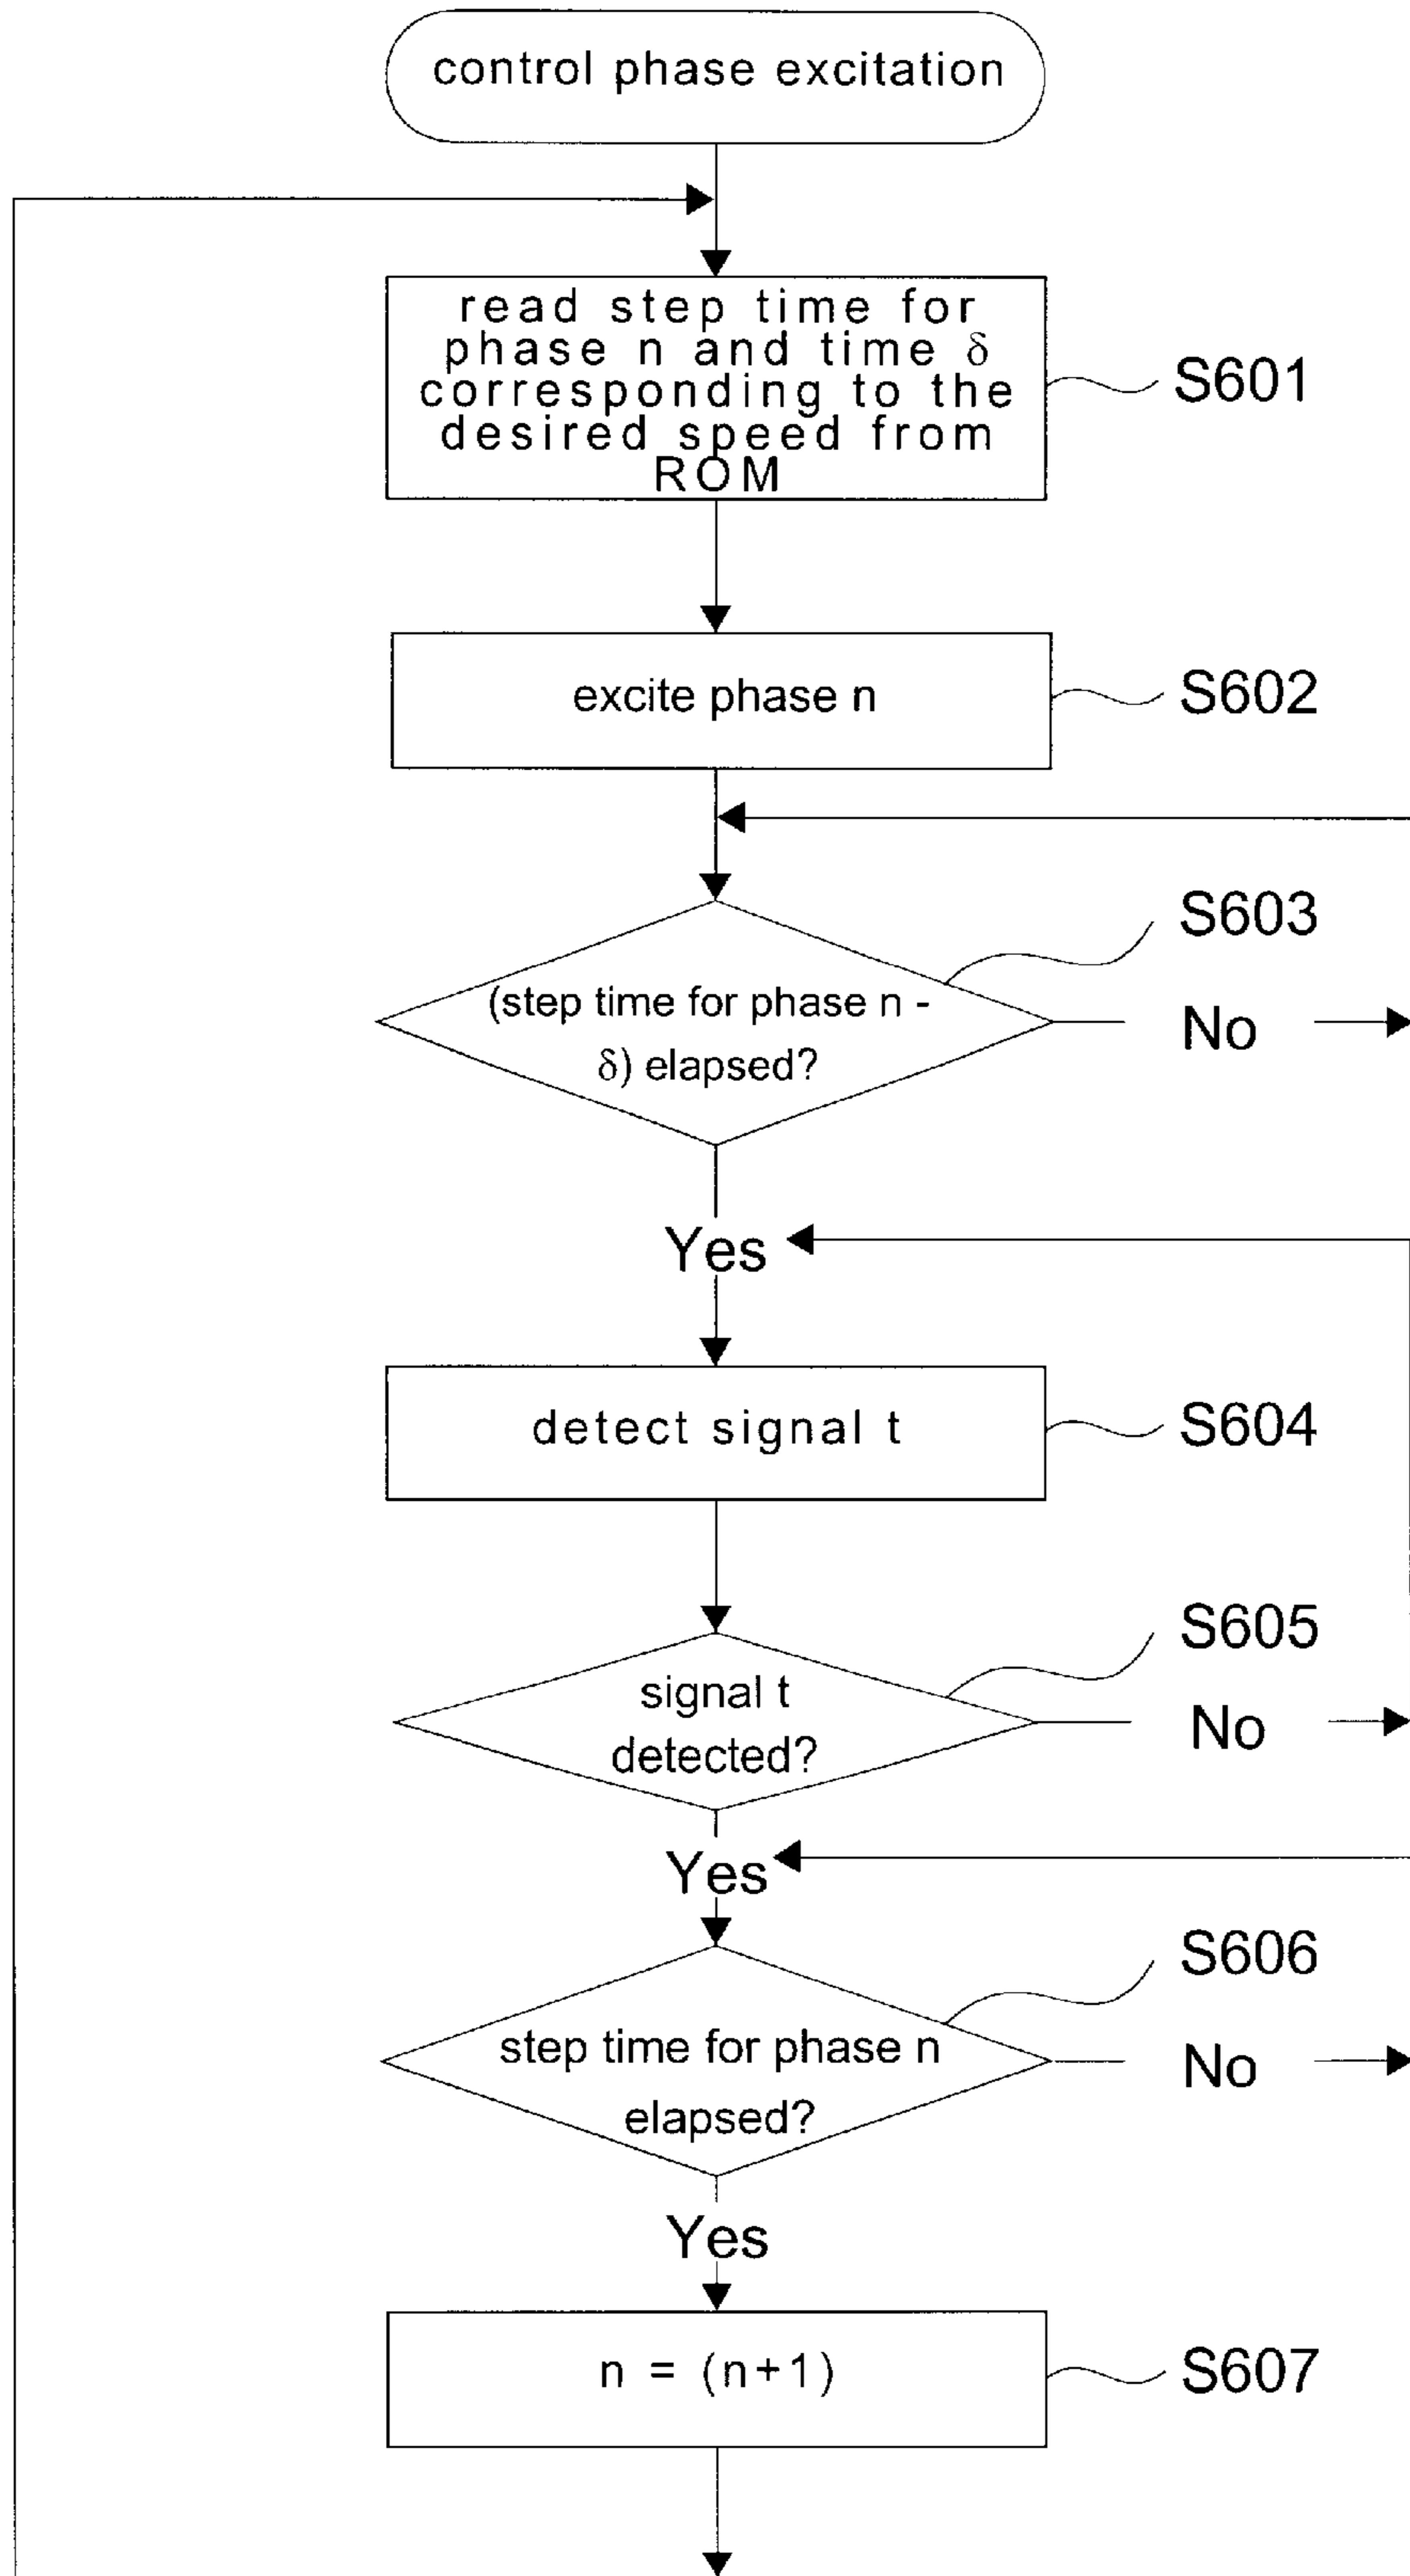 control phase excitation
read step time for
phase n and time δ
corresponding to the
desired speed from
ROM
S601
excite phase n
S602
S603
(step time for phase n -
δ) elapsed?
No
Yes
detect signal t
S604
S605
signal t
detected?
No
Yes
S606
step time for phase n
elapsed?
No
Yes
n = (n+1)
S607